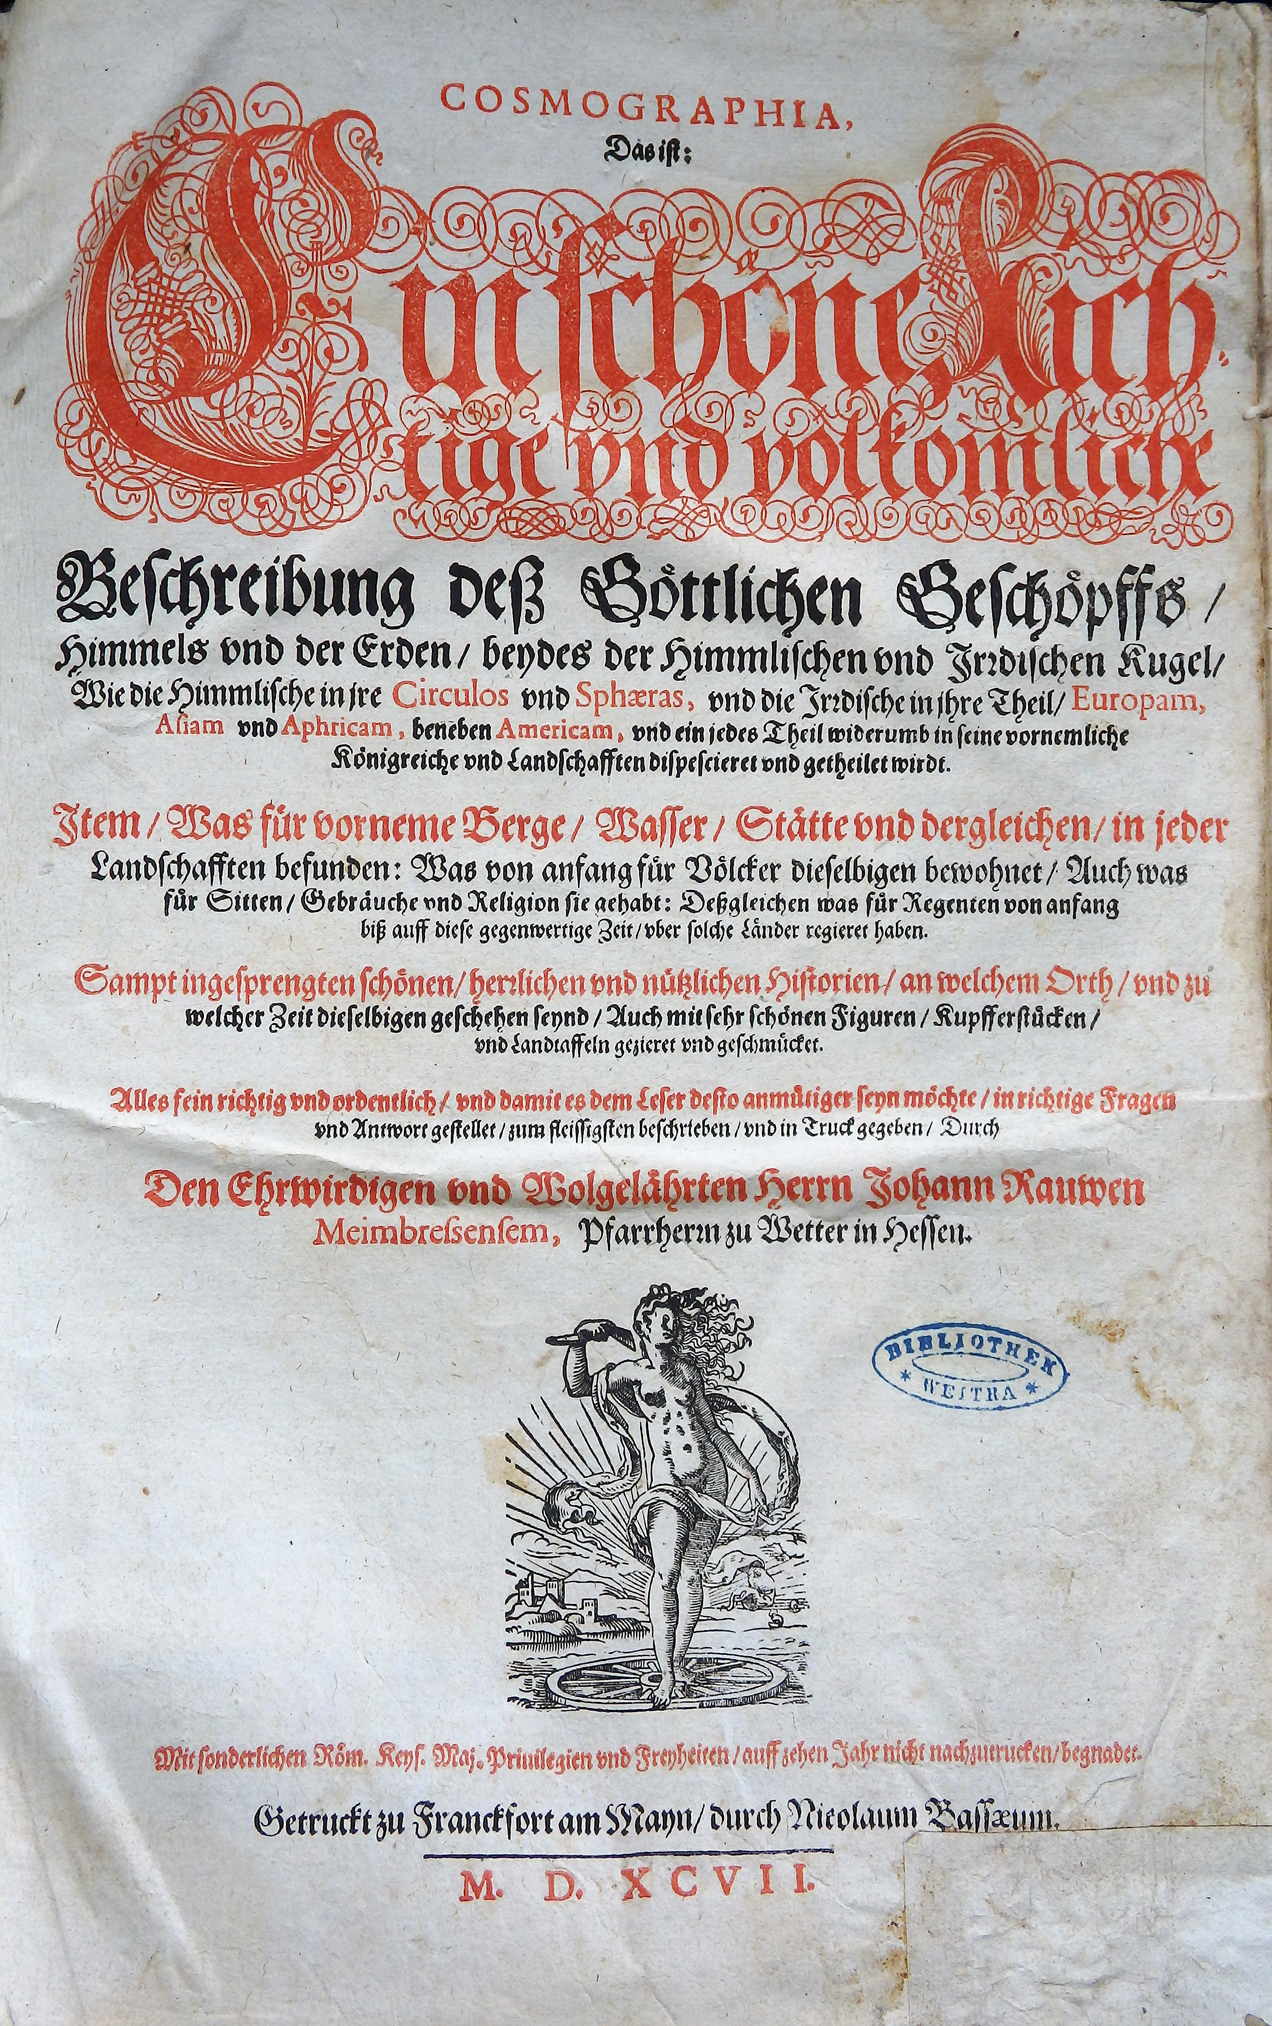 COSMOGRAPHIA,
Das ist:
Ein schöne Rich-
tige vnd volkom̄liche
Beschreibung deß Göttlichen Geschöpffs /
Himmels vnd der Erden / beydes der Himmlischen vnd Jrrdischen Kugel /
Wie die Himmlische in jre Circulos vnd Sphæras, vnd die Jrrdische in jhre Theil / Europam,
Asiam vnd Aphricam, beneben Americam, vnd ein jedes Theil widerumb in seine vornemliche
Königreiche vnd Landschafften dispescieret vnd getheilet wirdt.
Jtem / Was für vorneme Berge / Wasser / Stätte vnd dergleichen / in jeder
Landschafften befunden: Was von anfang für Völcker dieselbigen bewohnet / Auch was
für Sitten / Gebräuche vnd Religion sie gehabt: Deßgleichen was für Regenten von anfang
biß auff diese gegenwertige Zeit / vber solche Länder regieret haben.
Sampt ingesprengten schönen / herrlichen vnd nützlichen Historien / an welchem Orth / vnd zu
welcher Zeit dieselbigen geschehen seynd / Auch mit sehr schönen Figuren / Kupfferstücken /
vnd Landtaffeln gezieret vnd geschmücket.
Alles fein richtig vnd ordentlich / vnd damit es dem Leser desto anmütiger seyn möchte / in richtige Fragen
vnd Antwort gestellet / zum fleissigsten beschrieben / vnd in Truck gegeben / Durch
Den Ehrwirdigen vnd Wolgelährten Herrn Johann Rauwen
Meimbressensem, Pfarrherrn zu Wetter in Hessen.
BIBLIOTHEK
* WESTRA *
Mit sonderlichen Röm. Keys. Maj. Priuilegien vnd Freyheiten / auff zehen Jahr nicht nachzutrucken / begnadet.
Getruckt zu Franckfort am Mayn / durch Nicolaum Bassæum.
M. D. XCVII.